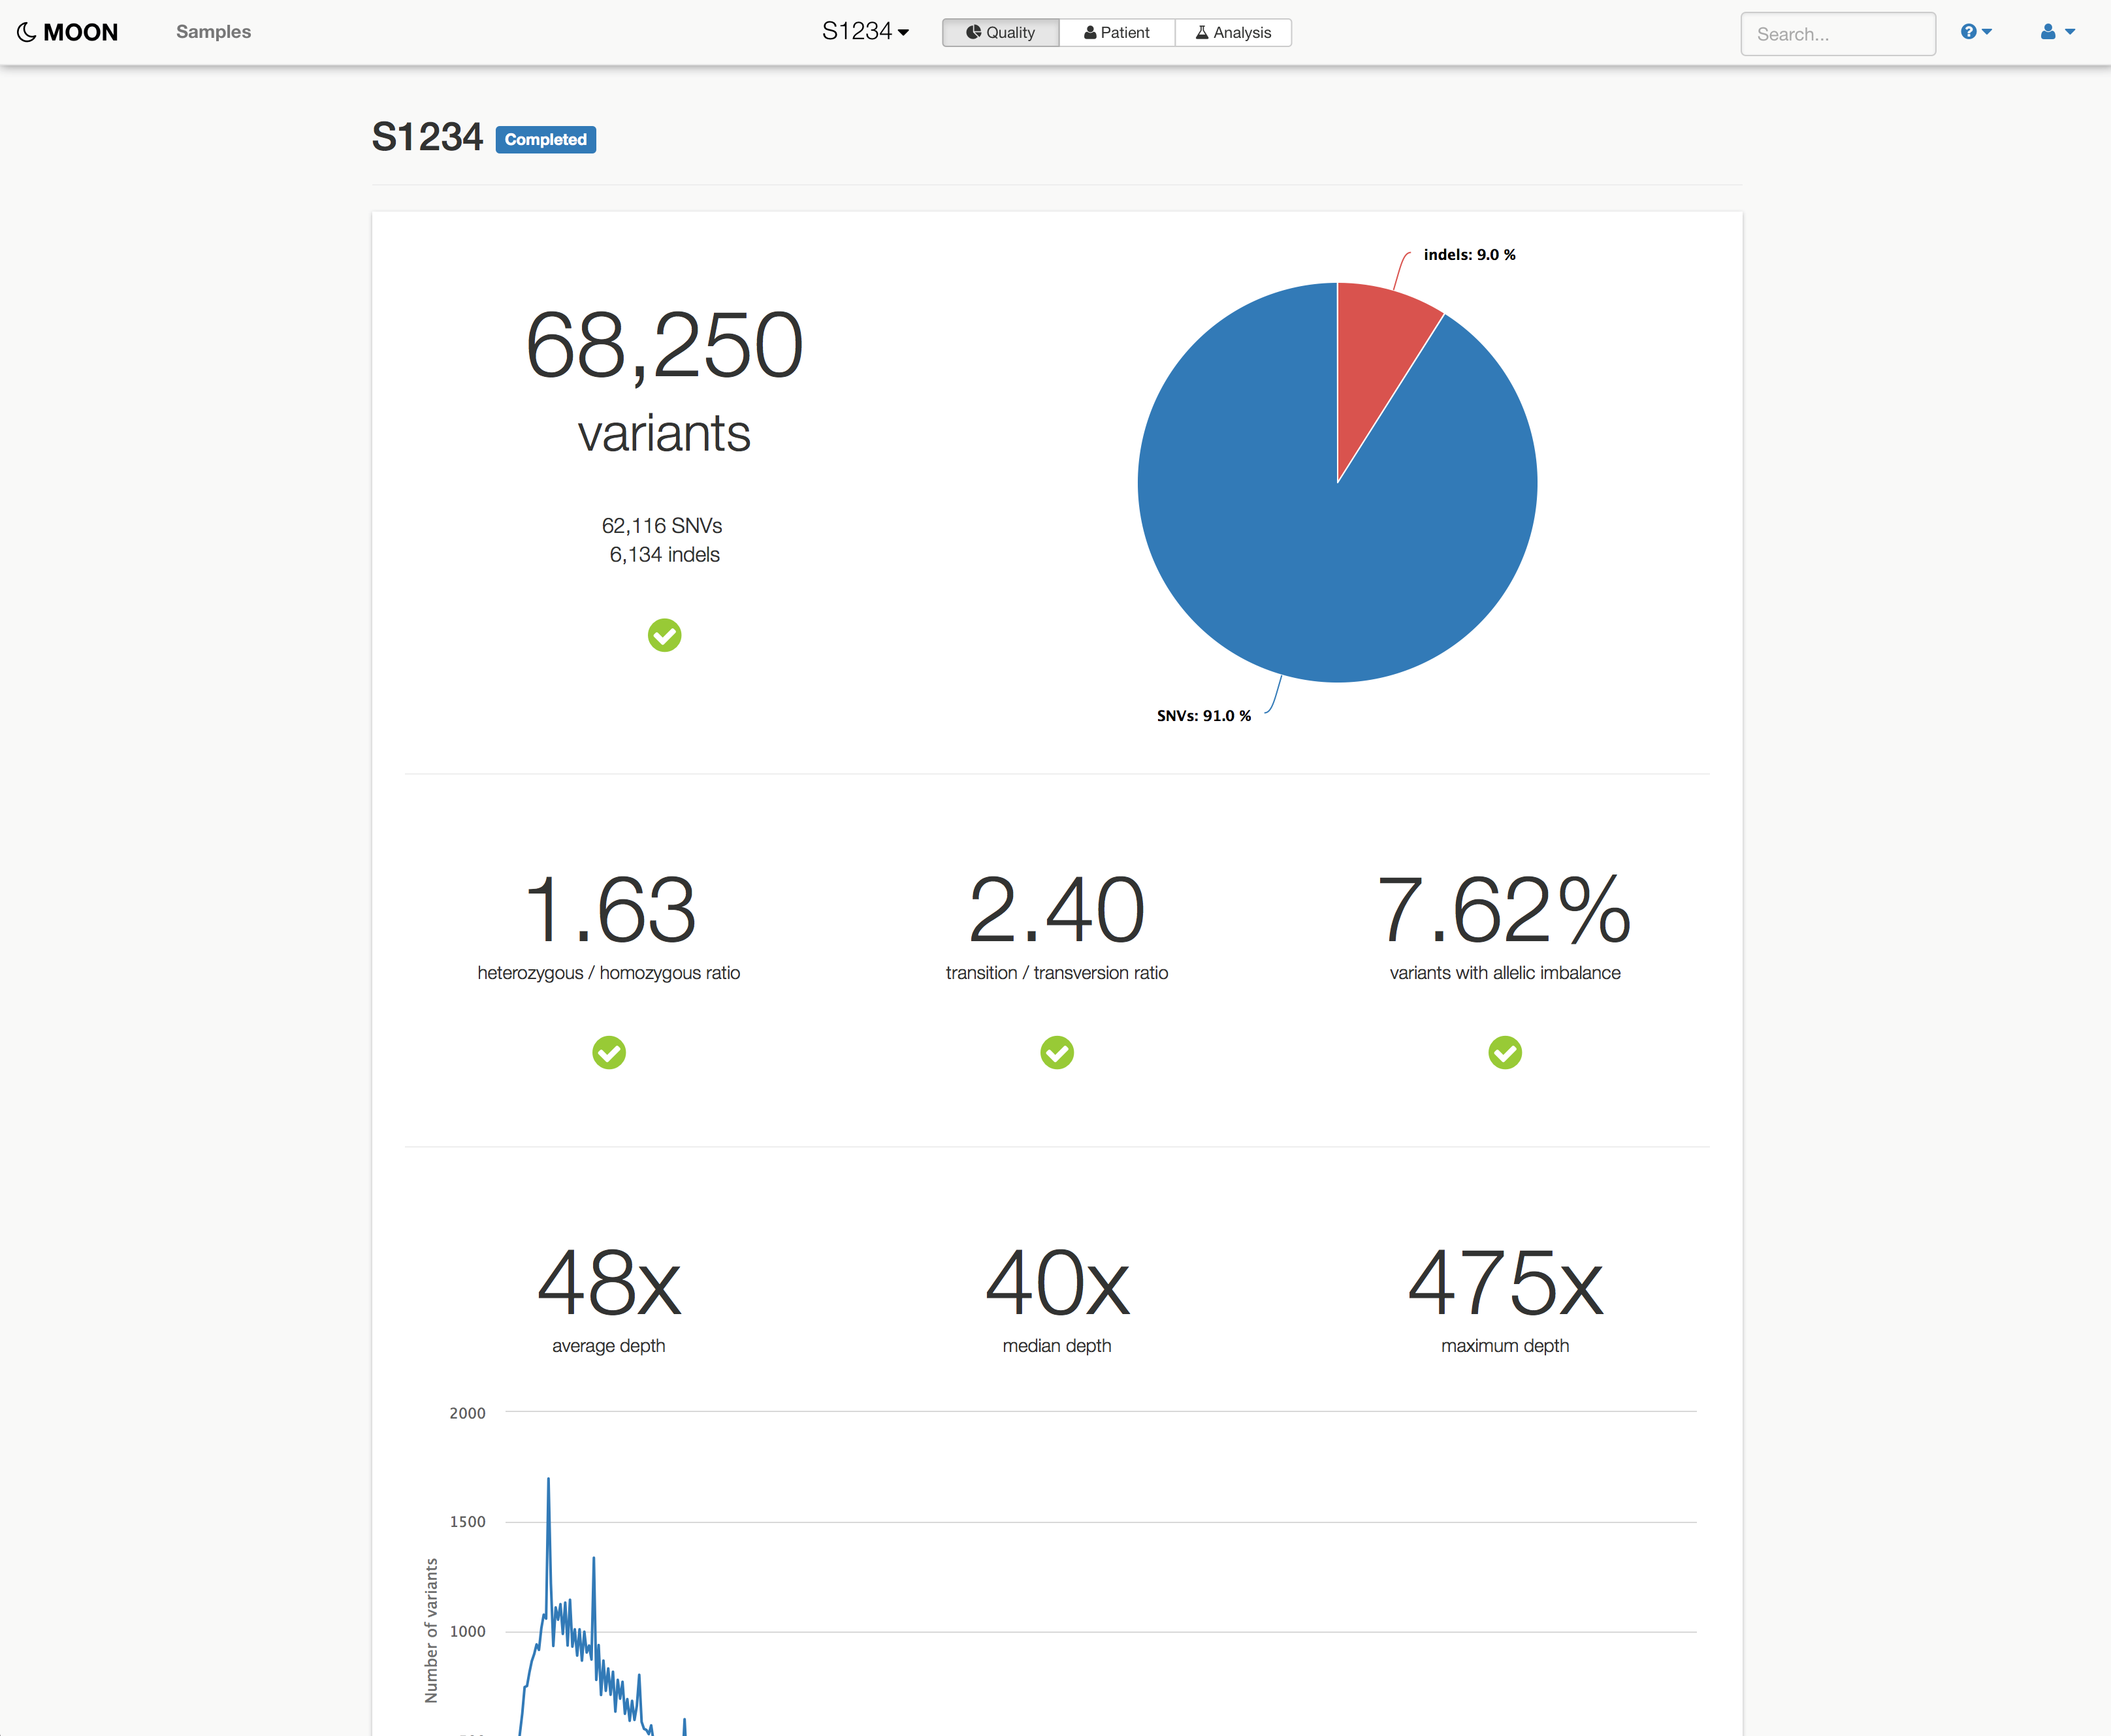 MOON
Samples
S1234
Quality
Patient
Analysis
Search...
S1234 Completed
indels: 9.0 %
68,250
variants
62,116 SNVs
6,134 indels
SNVs: 91.0 %
1.63
heterozygous / homozygous ratio
2.40
transition / transversion ratio
7.62%
variants with allelic imbalance
48x
average depth
40x
median depth
475x
maximum depth
2000
1500
1000
Number of variants